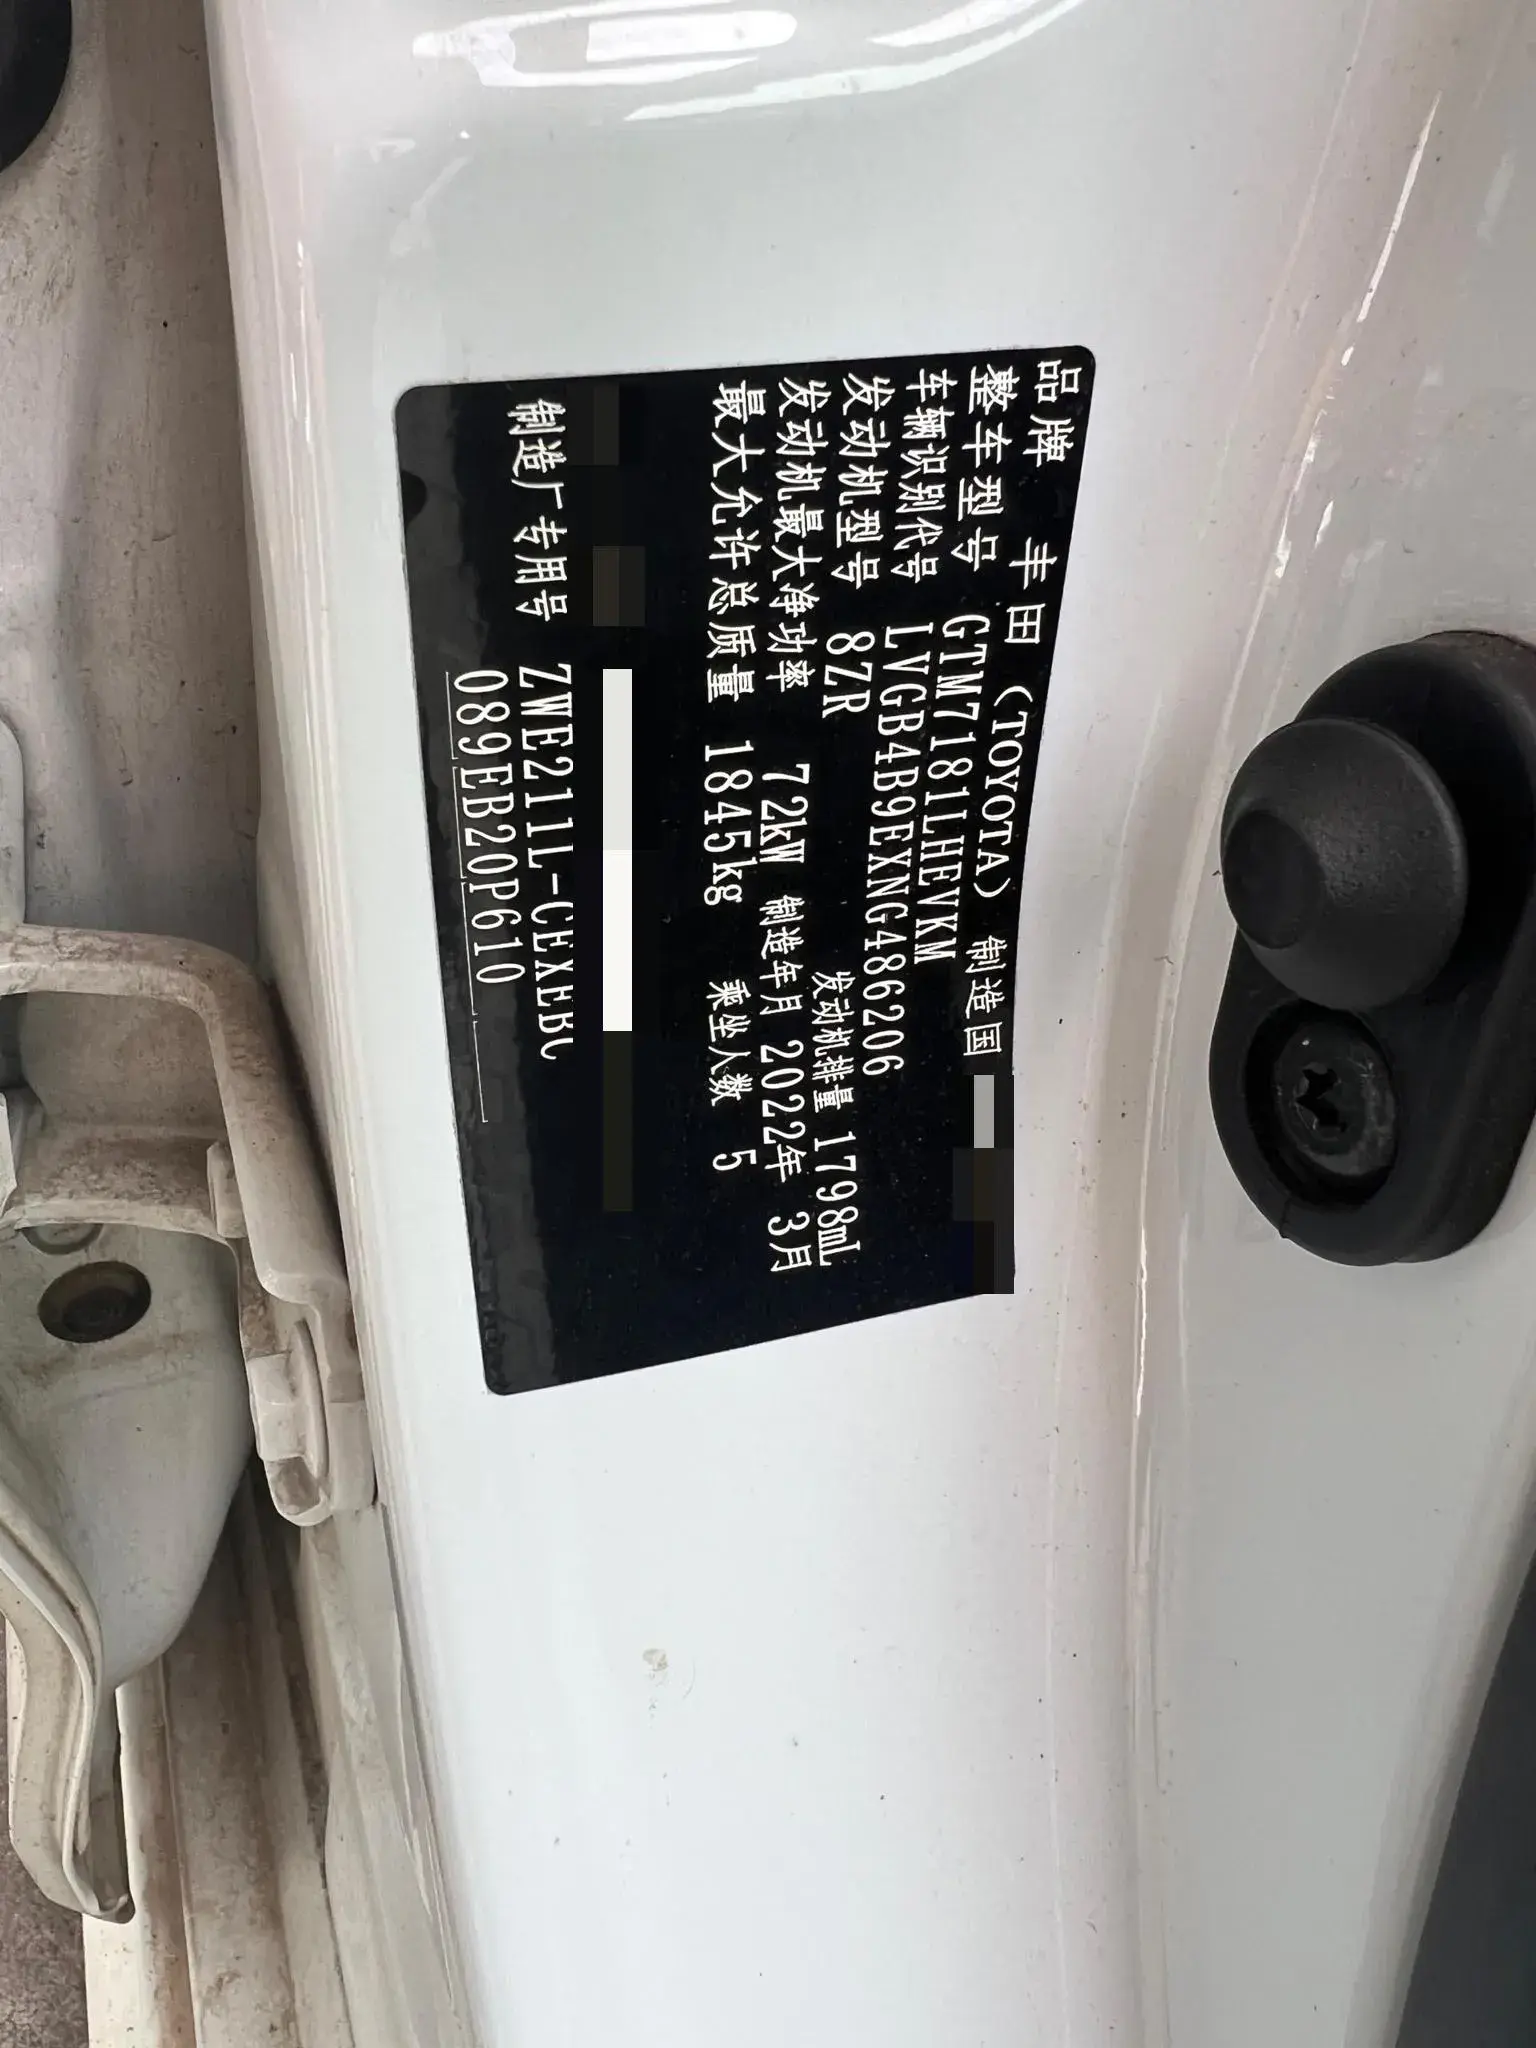 品牌 丰田 (TOYOTA) 制造国
整车型号 GTM7181LHEVKM
车辆识别代号 LVGB4B9EXNG486206
发动机型号 8ZR 发动机排量 1798mL
发动机最大净功率 72kW 制造年月 2022年 3月
最大允许总质量 1845kg 乘坐人数 5
制造厂专用号 ZWE211L-CEXEBC
089EB20P610